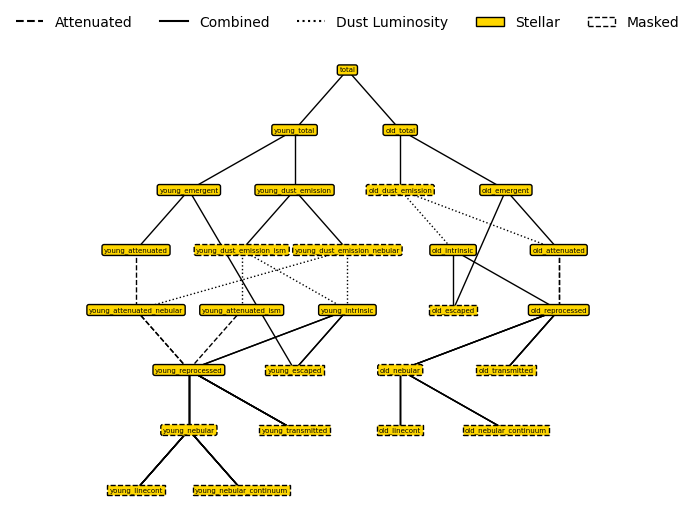 Attenuated Combined Dust Luminosity Stellar Masked
total
young_total old_total
young_emergent young_dust_emission old_dust_emission old_emergent
young_attenuated young_dust_emission_ism young_dust_emission_nebular old_intrinsic old_attenuated
young_attenuated_nebular young_attenuated_ism young_intrinsic old_escaped old_reprocessed
young_reprocessed young_escaped old_nebular old_transmitted
young_nebular young_transmitted old_linecont old_nebular_continuum
young_linecont young_nebular_continuum